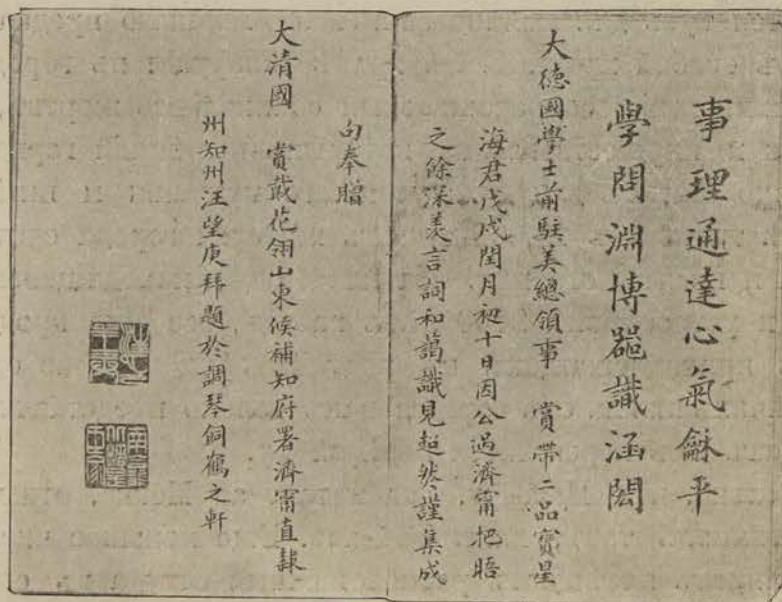 事理通達心氣龢平
學問淵博器識涵閎
大德國學士前駐美總領事　賞帶二品寶星
海君戊戌閏月初十日因公過濟甯把晤
之餘深羡言詞和藹識見超然謹集成
句奉贈
大清國　賞戴花翎山東候補知府署濟甯直隸
州知州汪望庚拜題於調琴飼鶴之軒